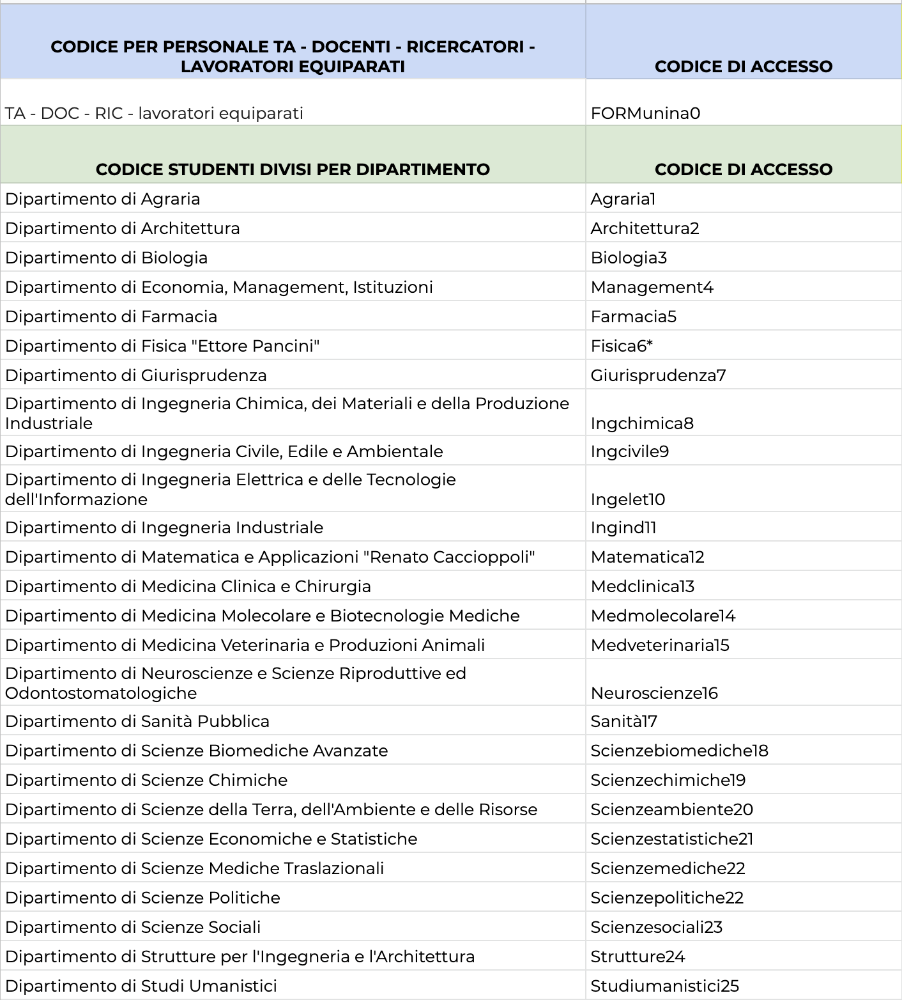 CODICE PER PERSONALE TA - DOCENTI - RICERCATORI -
LAVORATORI EQUIPARATI
CODICE DI ACCESSO
TA - DOC - RIC - lavoratori equiparati
FORMunina0
CODICE STUDENTI DIVISI PER DIPARTIMENTO
CODICE DI ACCESSO
Dipartimento di Agraria
Agraria1
Dipartimento di Architettura
Architettura2
Dipartimento di Biologia
Biologia3
Dipartimento di Economia, Management, Istituzioni
Management4
Dipartimento di Farmacia
Farmacia5
Dipartimento di Fisica "Ettore Pancini"
Fisica6*
Dipartimento di Giurisprudenza
Giurisprudenza7
Dipartimento di Ingegneria Chimica, dei Materiali e della Produzione
Industriale
Ingchimica8
Dipartimento di Ingegneria Civile, Edile e Ambientale
Ingcivile9
Dipartimento di Ingegneria Elettrica e delle Tecnologie
dell'Informazione
Ingelet10
Dipartimento di Ingegneria Industriale
Ingind11
Dipartimento di Matematica e Applicazioni "Renato Caccioppoli"
Matematica12
Dipartimento di Medicina Clinica e Chirurgia
Medclinica13
Dipartimento di Medicina Molecolare e Biotecnologie Mediche
Medmolecolare14
Dipartimento di Medicina Veterinaria e Produzioni Animali
Medveterinaria15
Dipartimento di Neuroscienze e Scienze Riproduttive ed
Odontostomatologiche
Neuroscienze16
Dipartimento di Sanità Pubblica
Sanità17
Dipartimento di Scienze Biomediche Avanzate
Scienzebiomediche18
Dipartimento di Scienze Chimiche
Scienzechimiche19
Dipartimento di Scienze della Terra, dell'Ambiente e delle Risorse
Scienzeambiente20
Dipartimento di Scienze Economiche e Statistiche
Scienzestatistiche21
Dipartimento di Scienze Mediche Traslazionali
Scienzemediche22
Dipartimento di Scienze Politiche
Scienzepolitiche22
Dipartimento di Scienze Sociali
Scienzesociali23
Dipartimento di Strutture per l'Ingegneria e l'Architettura
Strutture24
Dipartimento di Studi Umanistici
Studiumanistici25